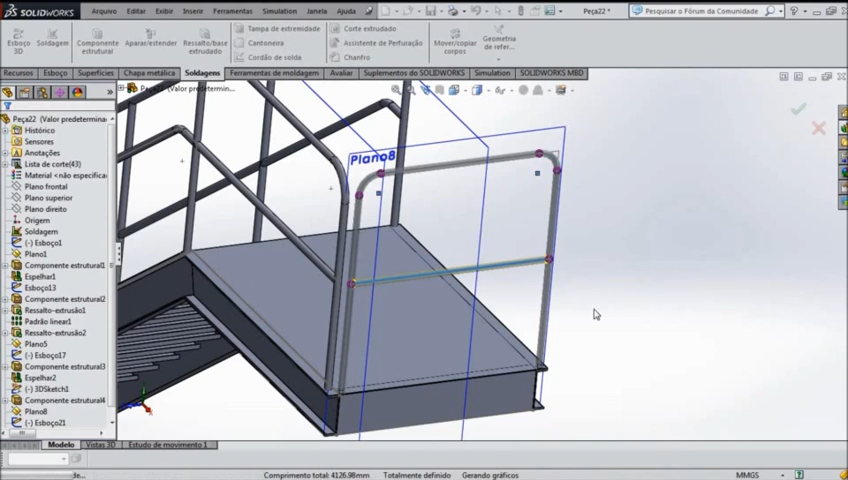 SOLIDWORKS Arquivo Editar Exibir Inserir Ferramentas Simulation Janela Ajuda Peça22 * Pesquisar o Fórum da Comunidade
Esboço 3D
Soldagem
Componente estrutural
Aparar/estender
Ressalto/base extrudado
Tampa de extremidade
Cantoneira
Cordão de solda
Corte extrudado
Assistente de Perfuração
Chanfro
Mover/copiar corpos
Geometria de refer...
Recursos Esboço Superfícies Chapa metálica Soldagens Ferramentas de moldagem Avaliar Suplementos do SOLIDWORKS Simulation SOLIDWORKS MBD
Peça22 (Valor predetermin...
Peça22 (Valor predetermina
Histórico
Sensores
Anotações
Lista de corte(43)
Material <não especifica
Plano frontal
Plano superior
Plano direito
Origem
Soldagem
(-) Esboço1
Plano1
Componente estrutural1
Espelhar1
Esboço13
Componente estrutural2
Ressalto-extrusão1
Padrão linear1
Ressalto-extrusão2
Plano5
(-) Esboço17
Componente estrutural3
Espelhar2
(-) 3DSketch1
Componente estrutural4
Plano8
(-) Esboço21
Plano8
Modelo Vistas 3D Estudo de movimento 1
de... Comprimento total: 4126.98mm Totalmente definido Gerando gráficos MMGS